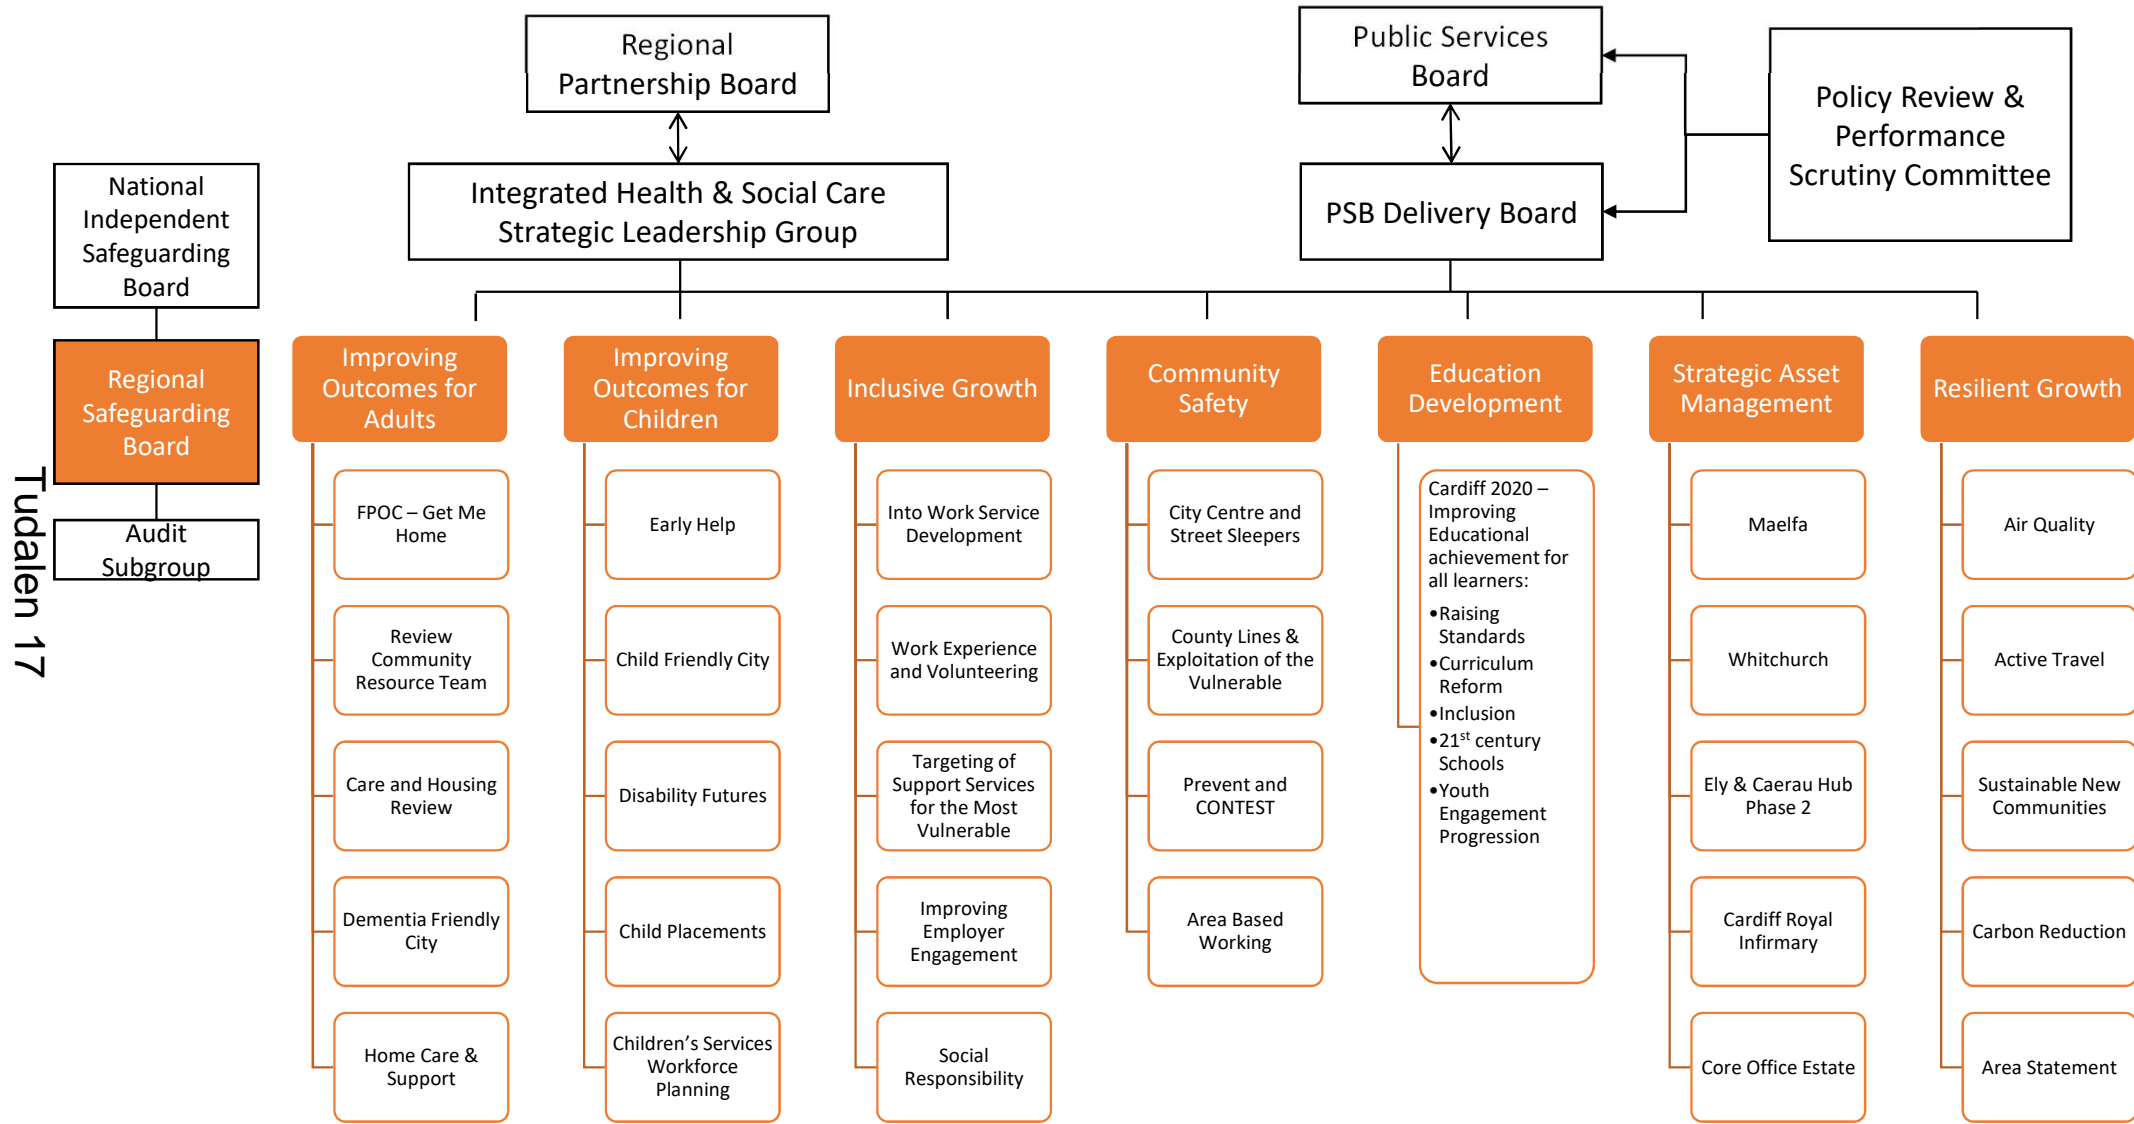 Regional
Partnership Board
Public Services
Board
Policy Review &
Performance
Scrutiny Committee
Integrated Health & Social Care
Strategic Leadership Group
PSB Delivery Board
National
Independent
Safeguarding
Board
Regional
Safeguarding
Board
Audit
Subgroup
Tudalen 17
Improving
Outcomes for
Adults
FPOC – Get Me
Home
Review
Community
Resource Team
Care and Housing
Review
Dementia Friendly
City
Home Care &
Support
Improving
Outcomes for
Children
Early Help
Child Friendly City
Disability Futures
Child Placements
Children’s Services
Workforce
Planning
Inclusive Growth
Into Work Service
Development
Work Experience
and Volunteering
Targeting of
Support Services
for the Most
Vulnerable
Improving
Employer
Engagement
Social
Responsibility
Community
Safety
City Centre and
Street Sleepers
County Lines &
Exploitation of the
Vulnerable
Prevent and
CONTEST
Area Based
Working
Education
Development
Cardiff 2020 –
Improving
Educational
achievement for
all learners:
•Raising
Standards
•Curriculum
Reform
•Inclusion
•21st century
Schools
•Youth
Engagement
Progression
Strategic Asset
Management
Maelfa
Whitchurch
Ely & Caerau Hub
Phase 2
Cardiff Royal
Infirmary
Core Office Estate
Resilient Growth
Air Quality
Active Travel
Sustainable New
Communities
Carbon Reduction
Area Statement